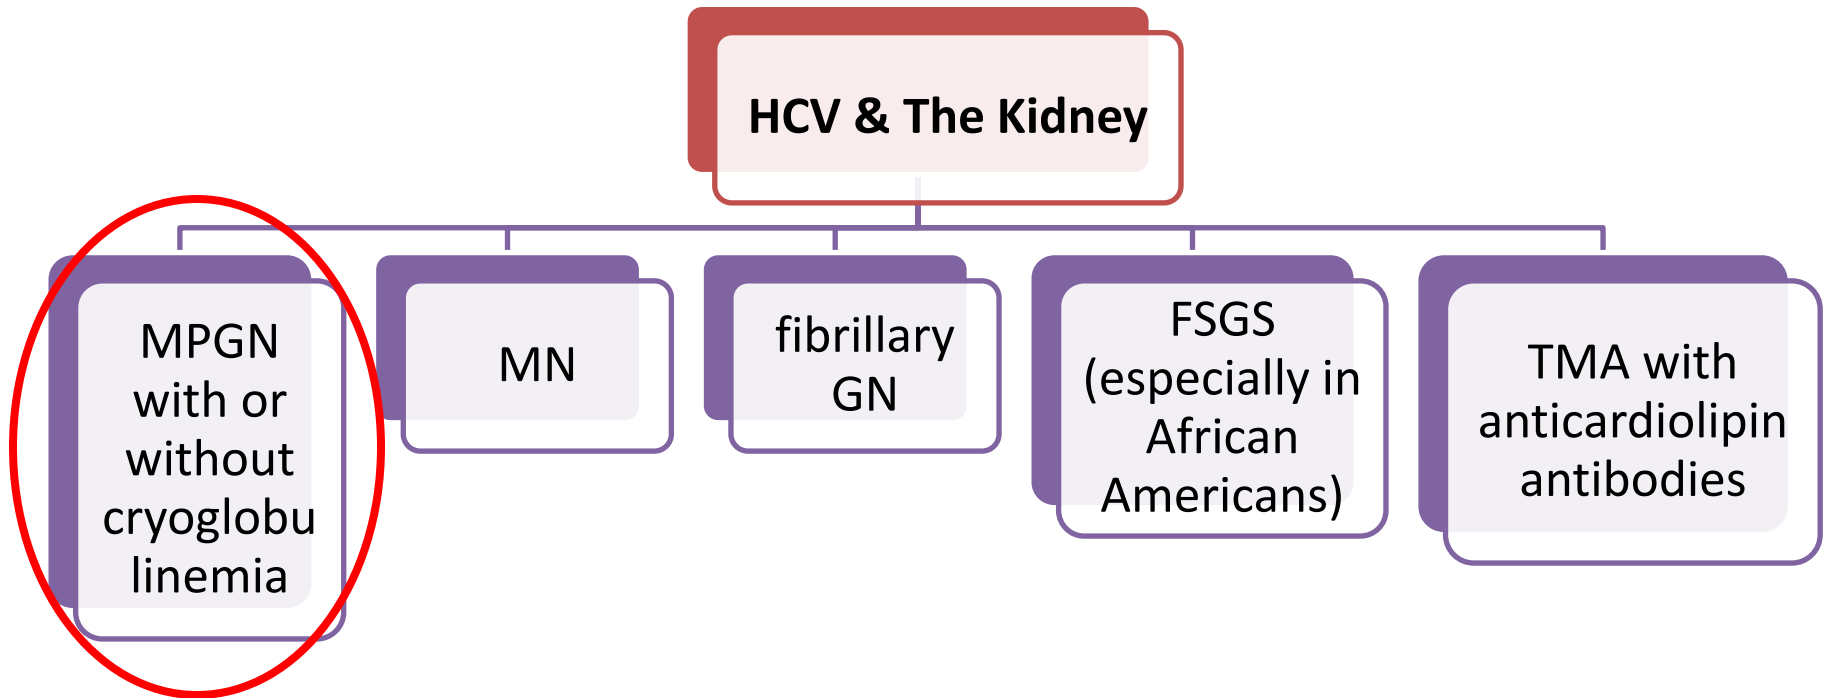 HCV & The Kidney
MPGN
with or
without
cryoglobu
linemia
MN
fibrillary
GN
FSGS
(especially in
African
Americans)
TMA with
anticardiolipin
antibodies